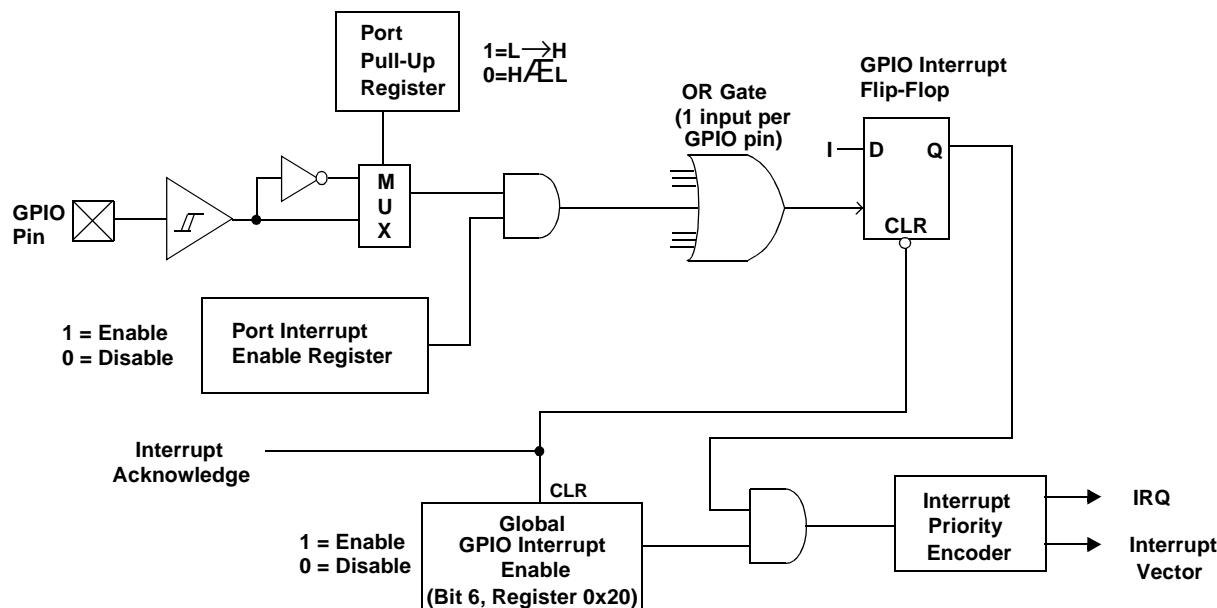 Port
Pull-Up
Register
1=L→H
0=HÆL
GPIO Interrupt
Flip-Flop
OR Gate
(1 input per
GPIO pin)
I
D
Q
CLR
M
U
X
GPIO
Pin
1 = Enable
0 = Disable
Port Interrupt
Enable Register
Interrupt
Acknowledge
CLR
Global
GPIO Interrupt
Enable
(Bit 6, Register 0x20)
1 = Enable
0 = Disable
Interrupt
Priority
Encoder
IRQ
Interrupt
Vector